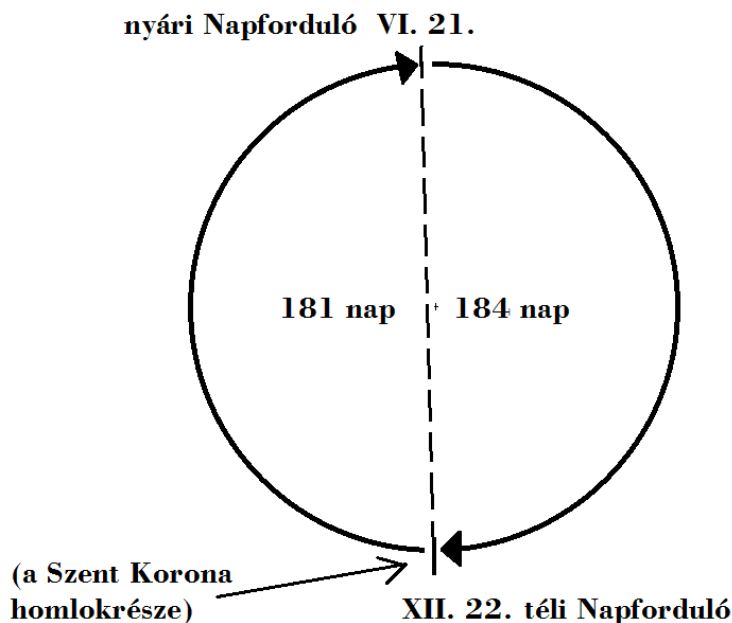 nyári Napforduló VI. 21.
181 nap
184 nap
(a Szent Korona
homlokrésze)
XII. 22. téli Napforduló